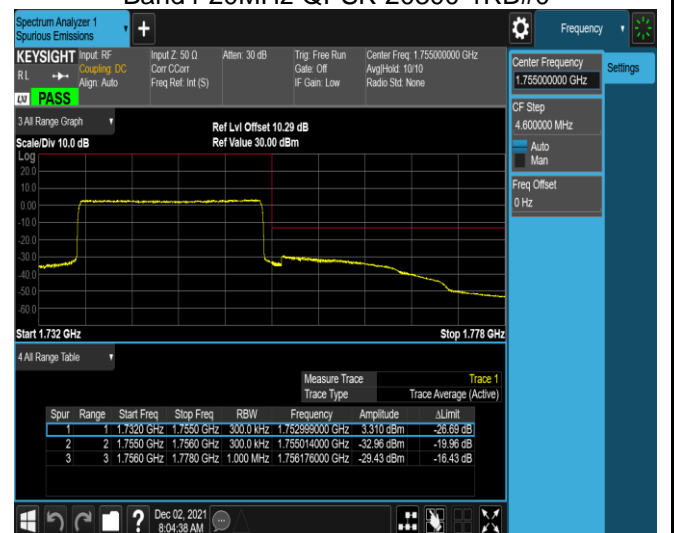 Spectrum Analyzer 1
Spurious Emissions
+
Frequency
KEYSIGHT Input: RF
Coupling: DC
Align: Auto
RL
Input Z: 50 Ω
Corr CCorr
Freq Ref: Int (S)
Atten: 30 dB
Trig: Free Run
Gate: Off
IF Gain: Low
Center Freq: 1.755000000 GHz
Avg|Hold: 10/10
Radio Std: None
PASS
Center Frequency
1.755000000 GHz
Settings
CF Step
4.600000 MHz
Auto
Man
Freq Offset
0 Hz
3 All Range Graph
Scale/Div 10.0 dB
Ref Lvl Offset 10.29 dB
Ref Value 30.00 dBm
Log
20.0
10.0
0.00
-10.0
-20.0
-30.0
-40.0
-50.0
-60.0
Start 1.732 GHz Stop 1.778 GHz
4 All Range Table
Measure Trace Trace 1
Trace Type Trace Average (Active)
Spur Range Start Freq Stop Freq RBW Frequency Amplitude ΔLimit
1 1 1.7320 GHz 1.7550 GHz 300.0 kHz 1.752999000 GHz 3.310 dBm -26.69 dB
2 2 1.7550 GHz 1.7560 GHz 300.0 kHz 1.755014000 GHz -32.96 dBm -19.96 dB
3 3 1.7560 GHz 1.7780 GHz 1.000 MHz 1.756176000 GHz -29.43 dBm -16.43 dB
?
Dec 02, 2021
8:04:38 AM